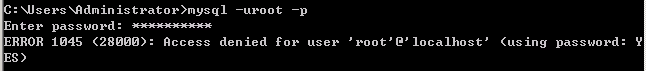 C:\Users\Administrator>mysql -uroot -p
Enter password: **********
ERROR 1045 (28000): Access denied for user 'root'@'localhost' (using password: Y
ES)